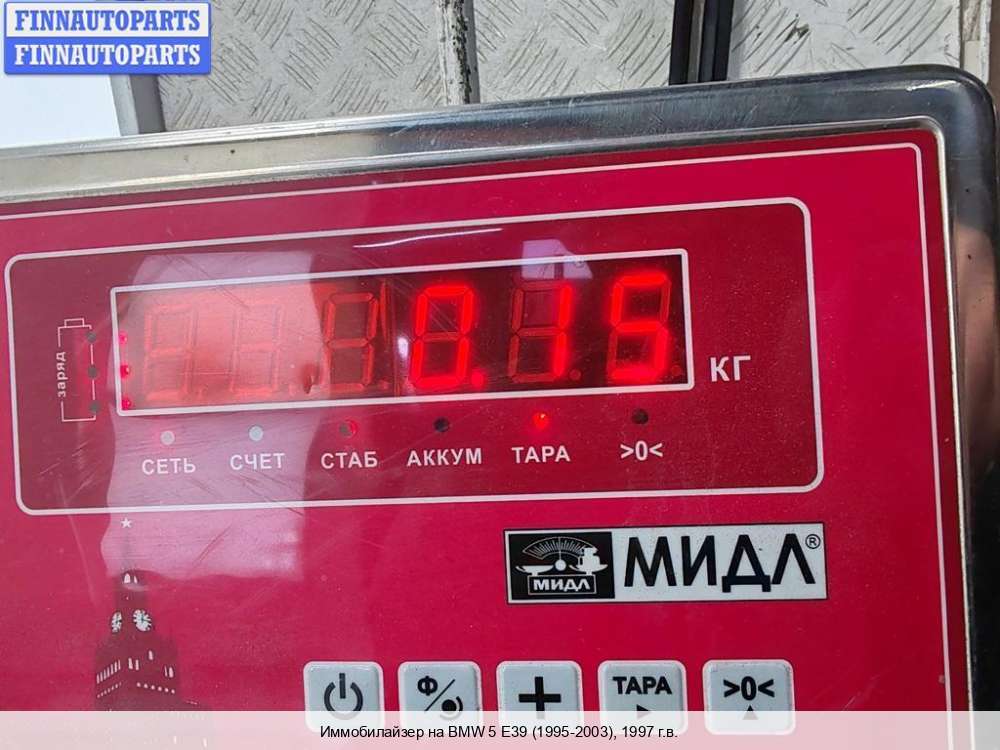 FINNAUTOPARTS
FINNAUTOPARTS
заряд
0.15
КГ
СЕТЬ СЧЕТ СТАБ АККУМ ТАРА >0<
МИДЛ МИДЛ®
Ф/ + ТАРА >0<
Иммобилайзер на BMW 5 E39 (1995-2003), 1997 г.в.